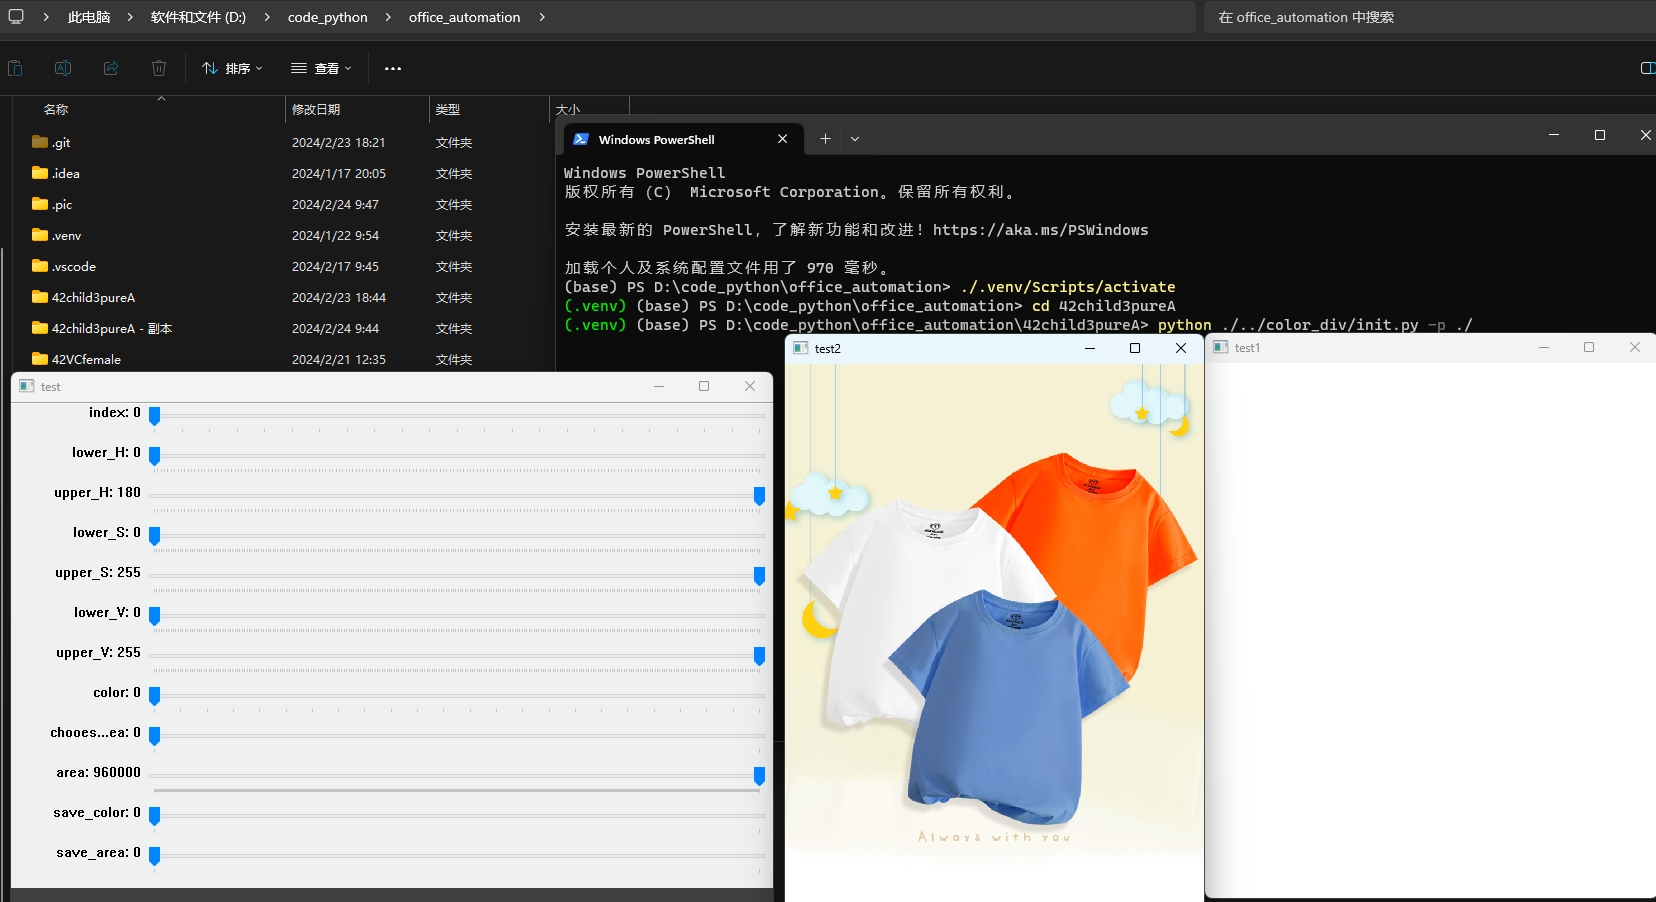 此电脑 > 软件和文件 (D:) > code_python > office_automation >
在 office_automation 中搜索
排序
查看
名称 修改日期 类型 大小
.git 2024/2/23 18:21 文件夹
.idea 2024/1/17 20:05 文件夹
.pic 2024/2/24 9:47 文件夹
.venv 2024/1/22 9:54 文件夹
.vscode 2024/2/17 9:45 文件夹
42child3pureA 2024/2/23 18:44 文件夹
42child3pureA - 副本 2024/2/24 9:44 文件夹
42VCfemale 2024/2/21 12:35 文件夹
Windows PowerShell
Windows PowerShell
版权所有 (C) Microsoft Corporation。保留所有权利。
安装最新的 PowerShell，了解新功能和改进！https://aka.ms/PSWindows
加载个人及系统配置文件用了 970 毫秒。
(base) PS D:\code_python\office_automation> ./.venv/Scripts/activate
(.venv) (base) PS D:\code_python\office_automation> cd 42child3pureA
(.venv) (base) PS D:\code_python\office_automation\42child3pureA> python ./../color_div/init.py -p ./
test
index: 0
lower_H: 0
upper_H: 180
lower_S: 0
upper_S: 255
lower_V: 0
upper_V: 255
color: 0
chooes...ea: 0
area: 960000
save_color: 0
save_area: 0
test2
Always with you
test1